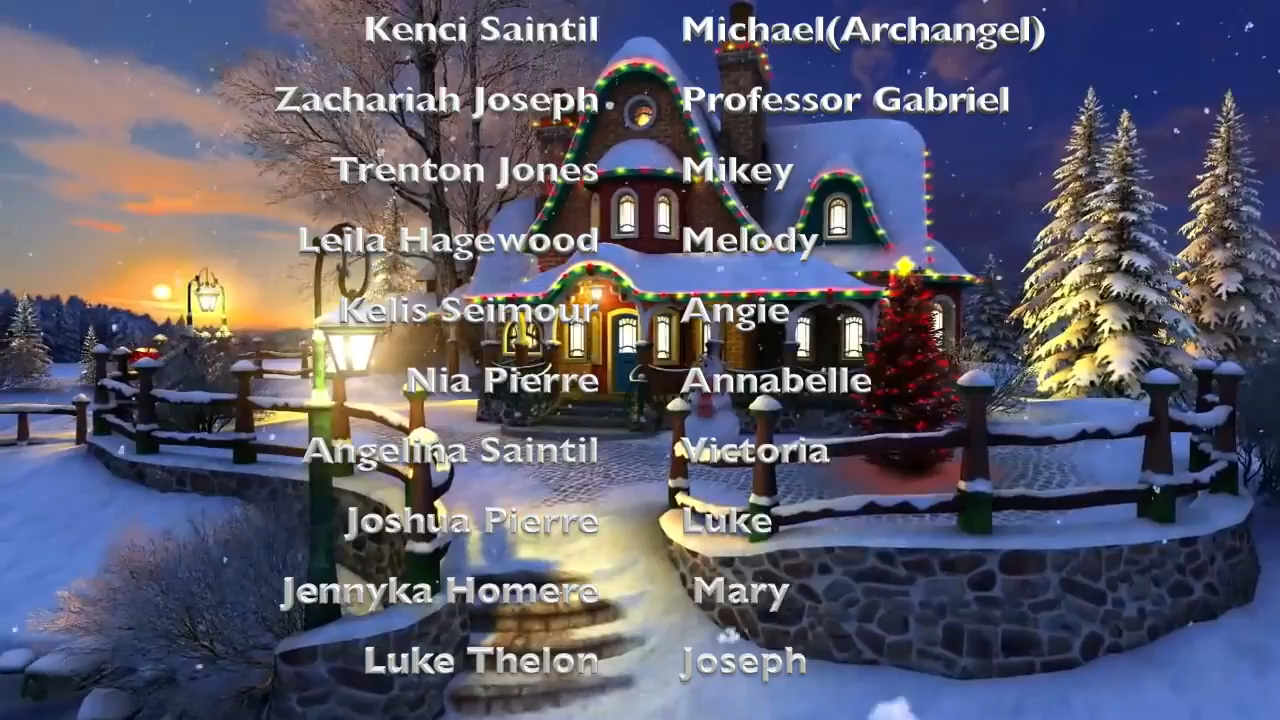 Kenci Saintil Michael(Archangel)
Zachariah Joseph Professor Gabriel
Trenton Jones Mikey
Leila Hagewood Melody
Kelis Seimour Angie
Nia Pierre Annabelle
Angelina Saintil Victoria
Joshua Pierre Luke
Jennyka Homere Mary
Luke Thelon Joseph